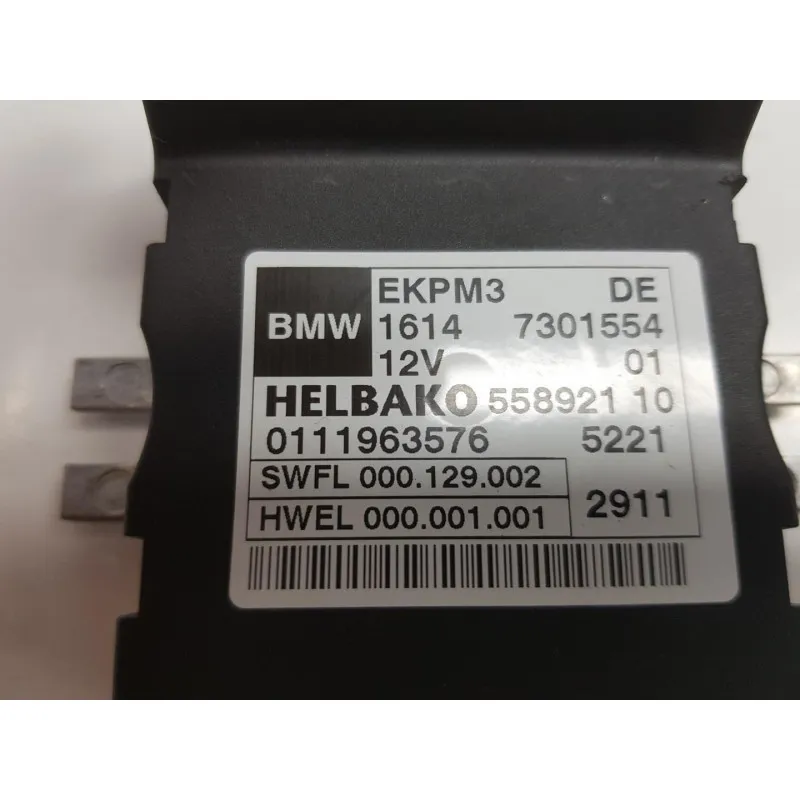 EKPM3 DE
BMW 1614 7301554
12V 01
HELBAKO 558921 10
0111963576 5221
SWFL 000.129.002
HWEL 000.001.001 2911